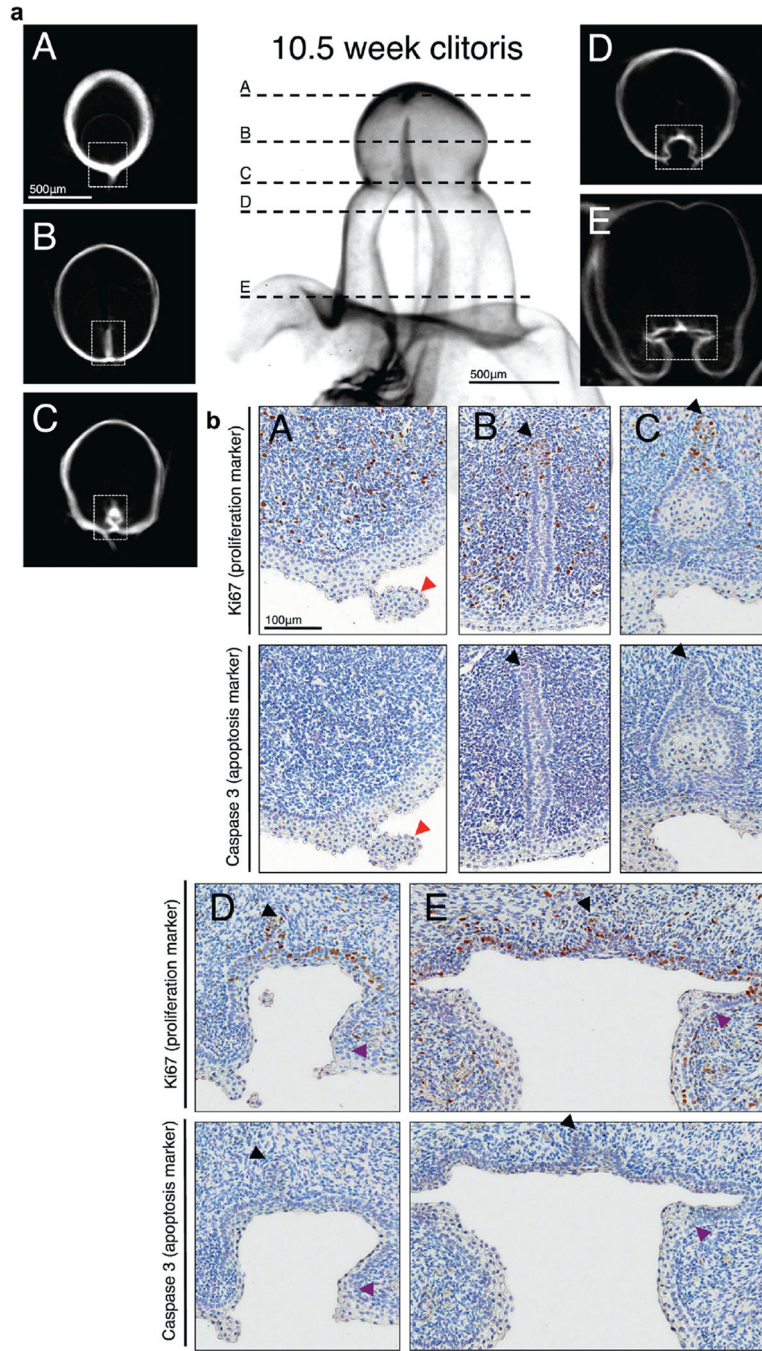 a
10.5 week clitoris
A
500µm
B
C
A
B
C
D
E
500µm
D
E
b
Ki67 (proliferation marker)
A
100µm
B
C
Caspase 3 (apoptosis marker)
Ki67 (proliferation marker)
D
E
Caspase 3 (apoptosis marker)